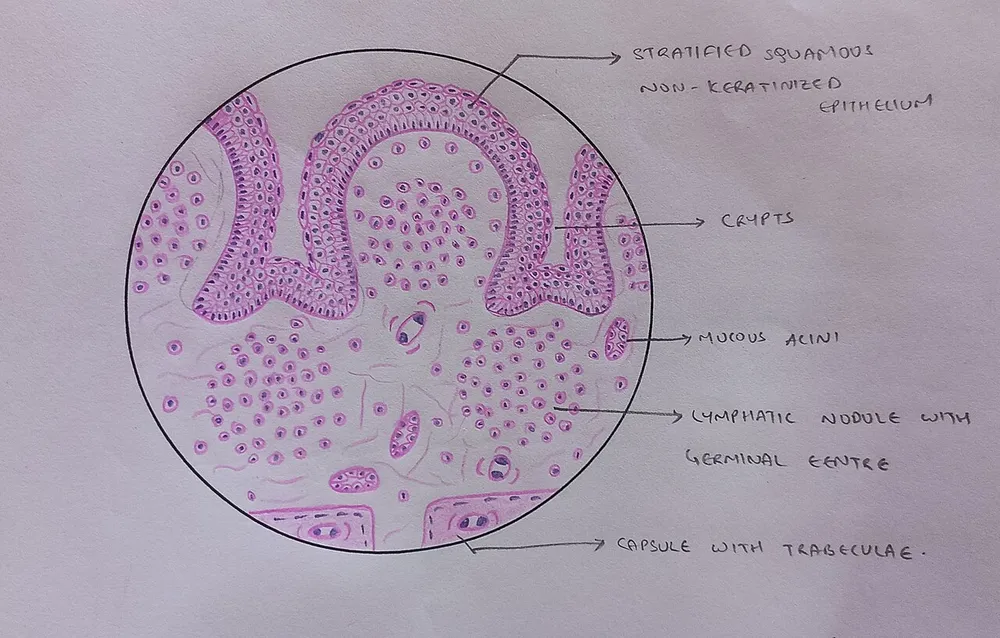 STRATIFIED SQUAMOUS
NON-KERATINIZED
EPITHELIUM
CRYPTS
MUCOUS ACINI
LYMPHATIC NODULE WITH
GERMINAL CENTRE
CAPSULE WITH TRABECULAE.